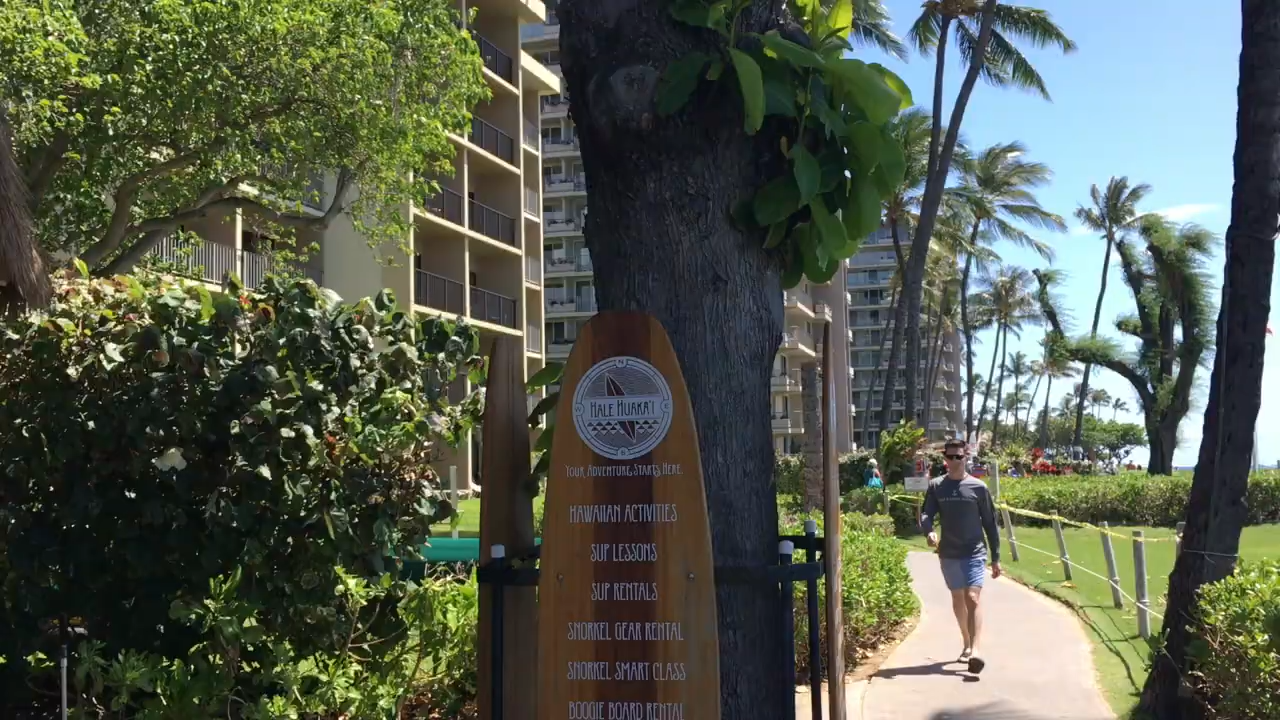 N
W E
HALE HUAKA'I
S
YOUR ADVENTURE STARTS HERE.
HAWAIIAN ACTIVITIES
SUP LESSONS
SUP RENTALS
SNORKEL GEAR RENTAL
SNORKEL SMART CLASS
BOOGIE BOARD RENTAL